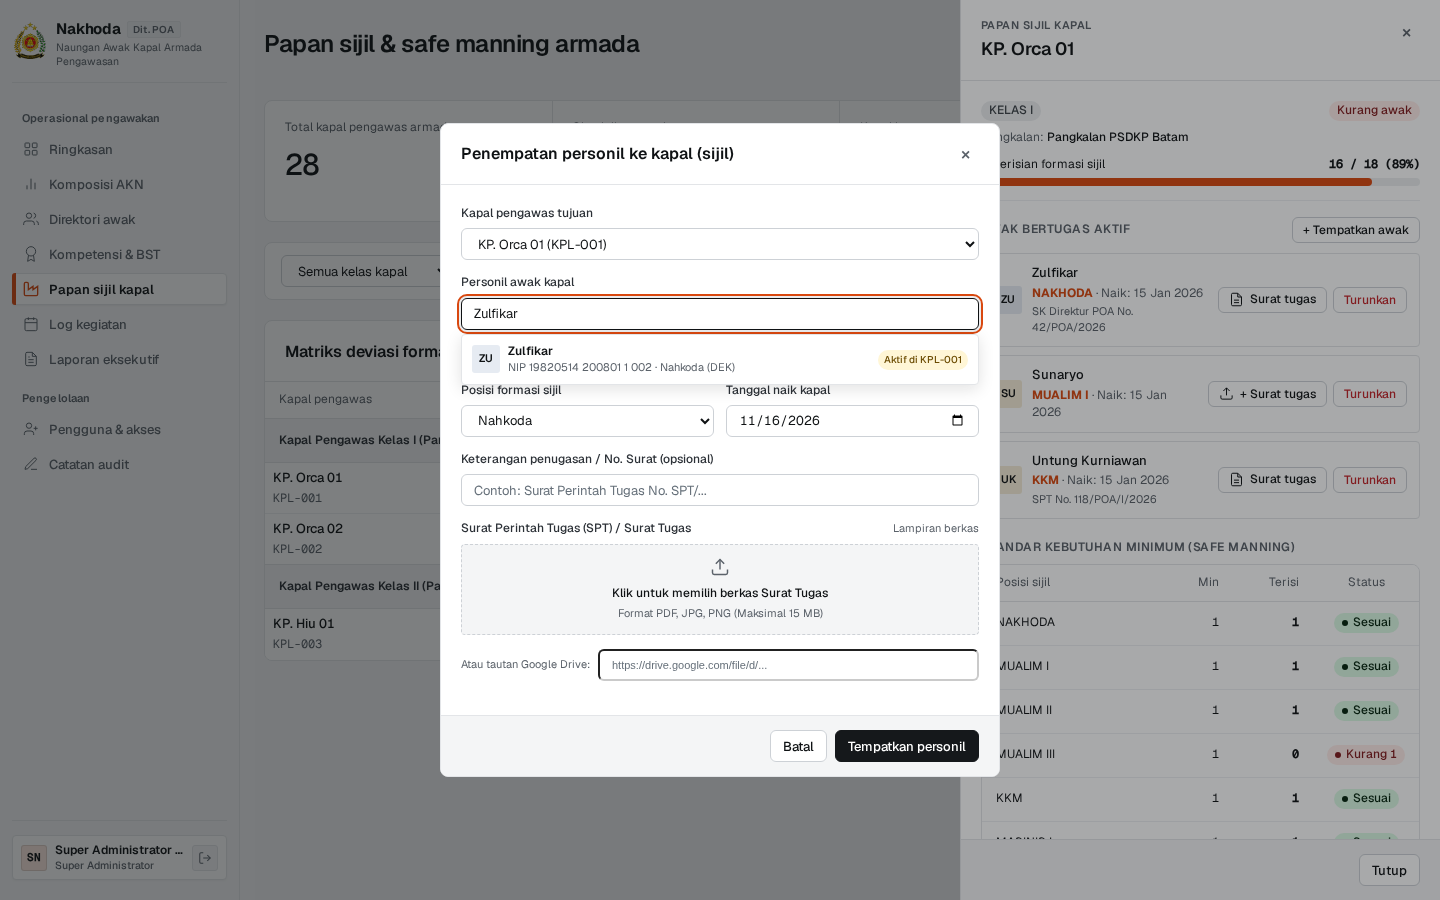 Nakhoda
Dit. POA
Naungan Awak Kapal Armada
Pengawasan
Operasional pengawakan
Ringkasan
Komposisi AKN
Direktori awak
Kompetensi & BST
Papan sijil kapal
Log kegiatan
Laporan eksekutif
Pengelolaan
Pengguna & akses
Catatan audit
SN
Super Administrator ...
Super Administrator
Papan sijil & safe manning armada
Total kapal pengawas arma
28
Semua kelas kapal
Matriks deviasi forma
Kapal pengawas
Kapal Pengawas Kelas I (Par
KP. Orca 01
KPL-001
KP. Orca 02
KPL-002
Kapal Pengawas Kelas II (Pa
KP. Hiu 01
KPL-003
Penempatan personil ke kapal (sijil)
×
Kapal pengawas tujuan
KP. Orca 01 (KPL-001)
Personil awak kapal
Zulfikar
ZU
Zulfikar
NIP 19820514 200801 1 002 · Nahkoda (DEK)
Aktif di KPL-001
Posisi formasi sijil
Tanggal naik kapal
Nahkoda
11/16/2026
Keterangan penugasan / No. Surat (opsional)
Contoh: Surat Perintah Tugas No. SPT/...
Surat Perintah Tugas (SPT) / Surat Tugas
Lampiran berkas
Klik untuk memilih berkas Surat Tugas
Format PDF, JPG, PNG (Maksimal 15 MB)
Atau tautan Google Drive:
https://drive.google.com/file/d/...
Batal
Tempatkan personil
PAPAN SIJIL KAPAL
KP. Orca 01
×
KELAS I
Kurang awak
ngkalan: Pangkalan PSDKP Batam
erisian formasi sijil
16 / 18 (89%)
AK BERTUGAS AKTIF
+ Tempatkan awak
ZU
Zulfikar
NAKHODA · Naik: 15 Jan 2026
SK Direktur POA No.
42/POA/2026
Surat tugas
Turunkan
SU
Sunaryo
MUALIM I · Naik: 15 Jan
2026
+ Surat tugas
Turunkan
UK
Untung Kurniawan
KKM · Naik: 15 Jan 2026
SPT No. 118/POA/I/2026
Surat tugas
Turunkan
ANDAR KEBUTUHAN MINIMUM (SAFE MANNING)
Posisi sijil
Min
Terisi
Status
NAKHODA
1
1
Sesuai
MUALIM I
1
1
Sesuai
MUALIM II
1
1
Sesuai
MUALIM III
1
0
Kurang 1
KKM
1
1
Sesuai
Tutup